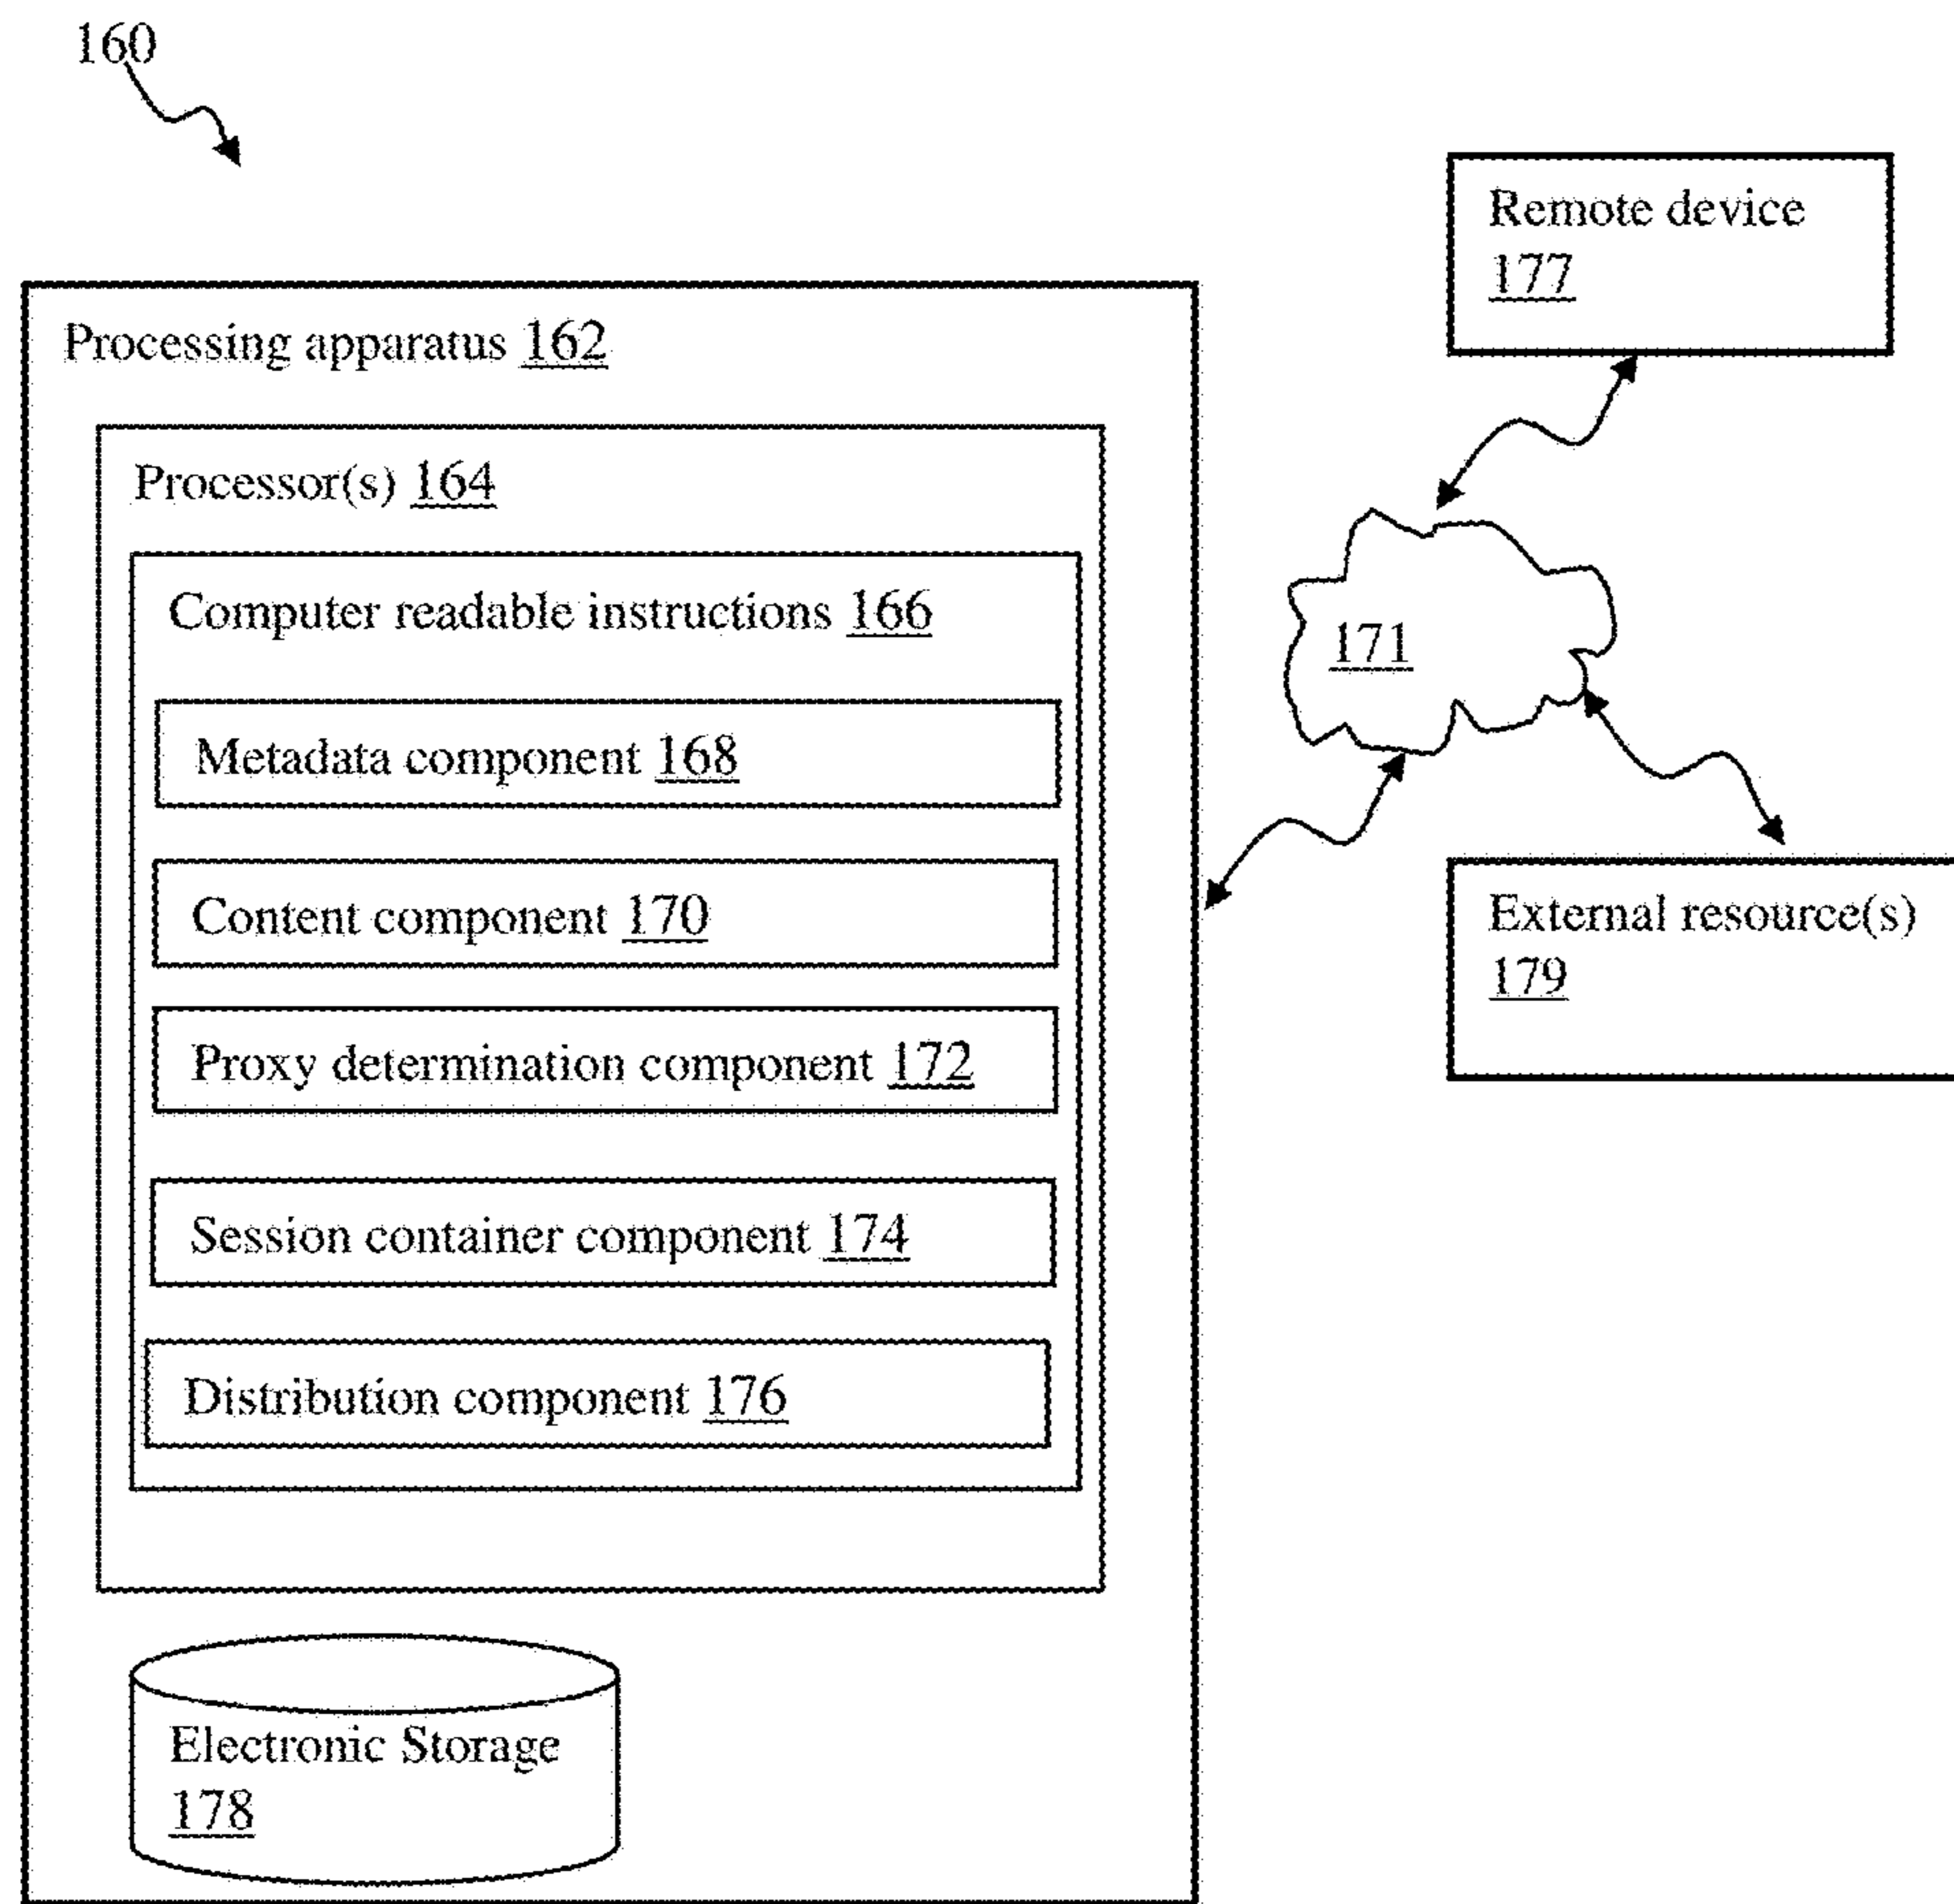 160
Remote device
177
Processing apparatus 162
Processor(s) 164
Computer readable instructions 166
171
Metadata component 168
Content component 170
External resource(s)
179
Proxy determination component 172
Session container component 174
Distribution component 176
Electronic Storage
178